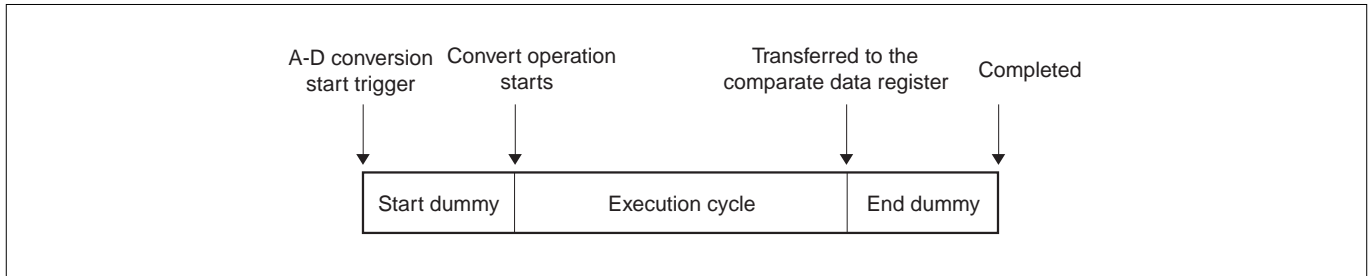 A-D conversion
start trigger
Convert operation
starts
Transferred to the
comparate data register
Completed
Start dummy
Execution cycle
End dummy